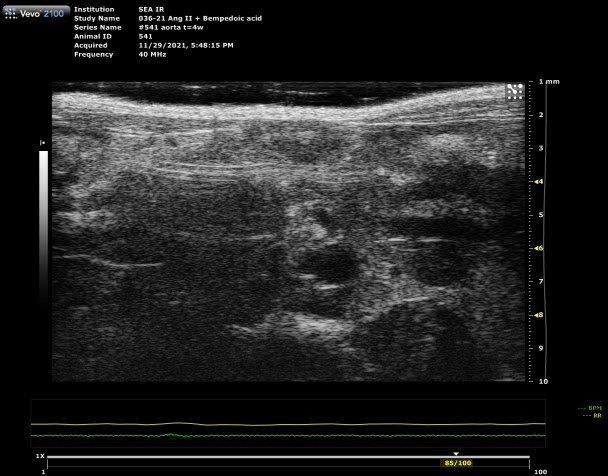 Vevo 2100
Institution SEA IR
Study Name 036-21 Ang II + Bempedoic acid
Series Name #541 aorta t=4w
Animal ID 541
Acquired 11/29/2021, 5:48:15 PM
Frequency 40 MHz
1 mm
2
3
4
5
6
7
8
9
10
BPM
RR
1X
85/100
1 100